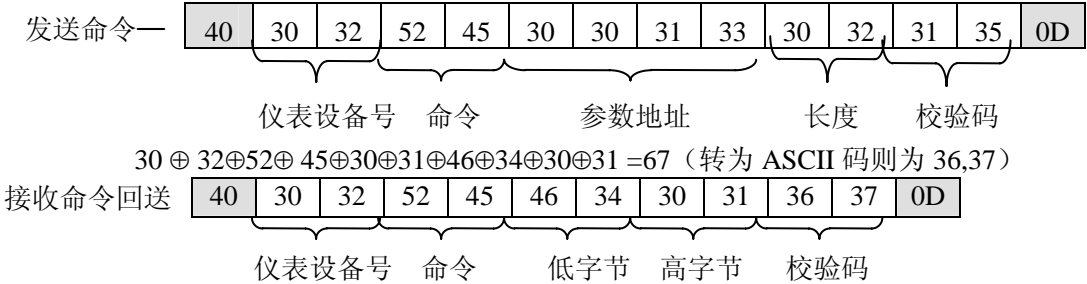 发送命令— 40 30 32 52 45 30 30 31 33 30 32 31 35 0D
仪表设备号 命令 参数地址 长度 校验码
30 ⊕ 32⊕52⊕ 45⊕30⊕31⊕46⊕34⊕30⊕31 =67（转为 ASCII 码则为 36,37）
接收命令回送 40 30 32 52 45 46 34 30 31 36 37 0D
仪表设备号 命令 低字节 高字节 校验码